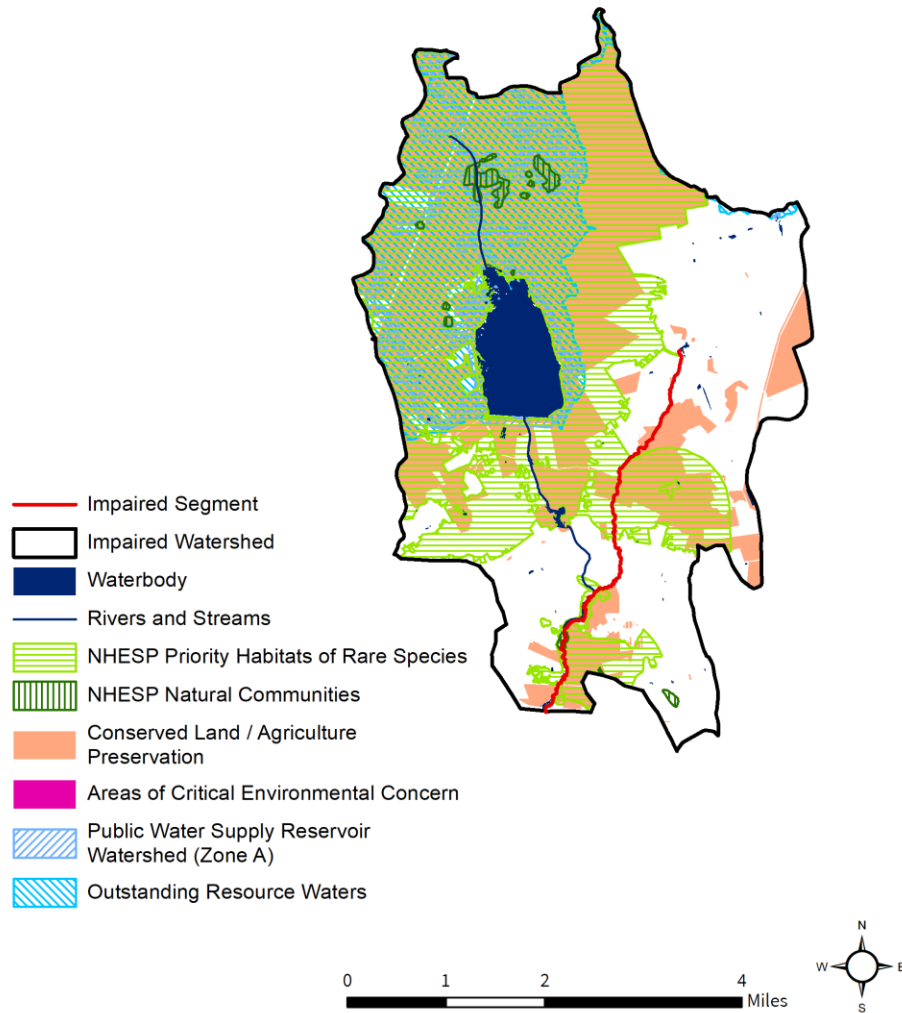 Impaired Segment
Impaired Watershed
Waterbody
Rivers and Streams
NHESP Priority Habitats of Rare Species
NHESP Natural Communities
Conserved Land / Agriculture
Preservation
Areas of Critical Environmental Concern
Public Water Supply Reservoir
Watershed (Zone A)
Outstanding Resource Waters
N
W E
S
0 1 2 4
Miles